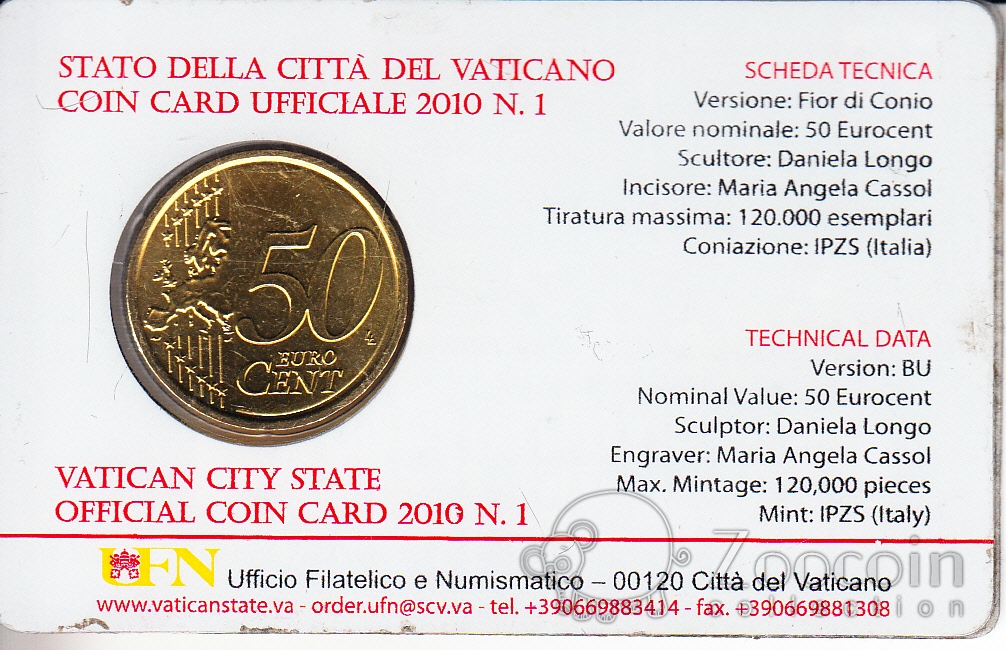 STATO DELLA CITTÀ DEL VATICANO
COIN CARD UFFICIALE 2010 N. 1
SCHEDA TECNICA
Versione: Fior di Conio
Valore nominale: 50 Eurocent
Scultore: Daniela Longo
Incisore: Maria Angela Cassol
Tiratura massima: 120.000 esemplari
Coniazione: IPZS (Italia)
50
LL
EURO
CENT
TECHNICAL DATA
Version: BU
Nominal Value: 50 Eurocent
Sculptor: Daniela Longo
Engraver: Maria Angela Cassol
Max. Mintage: 120,000 pieces
Mint: IPZS (Italy)
VATICAN CITY STATE
OFFICIAL COIN CARD 2010 N. 1
UFN Ufficio Filatelico e Numismatico – 00120 Città del Vaticano
www.vaticanstate.va - order.ufn@scv.va - tel. +390669883414 - fax. +390669881308
Zoocoin
collection